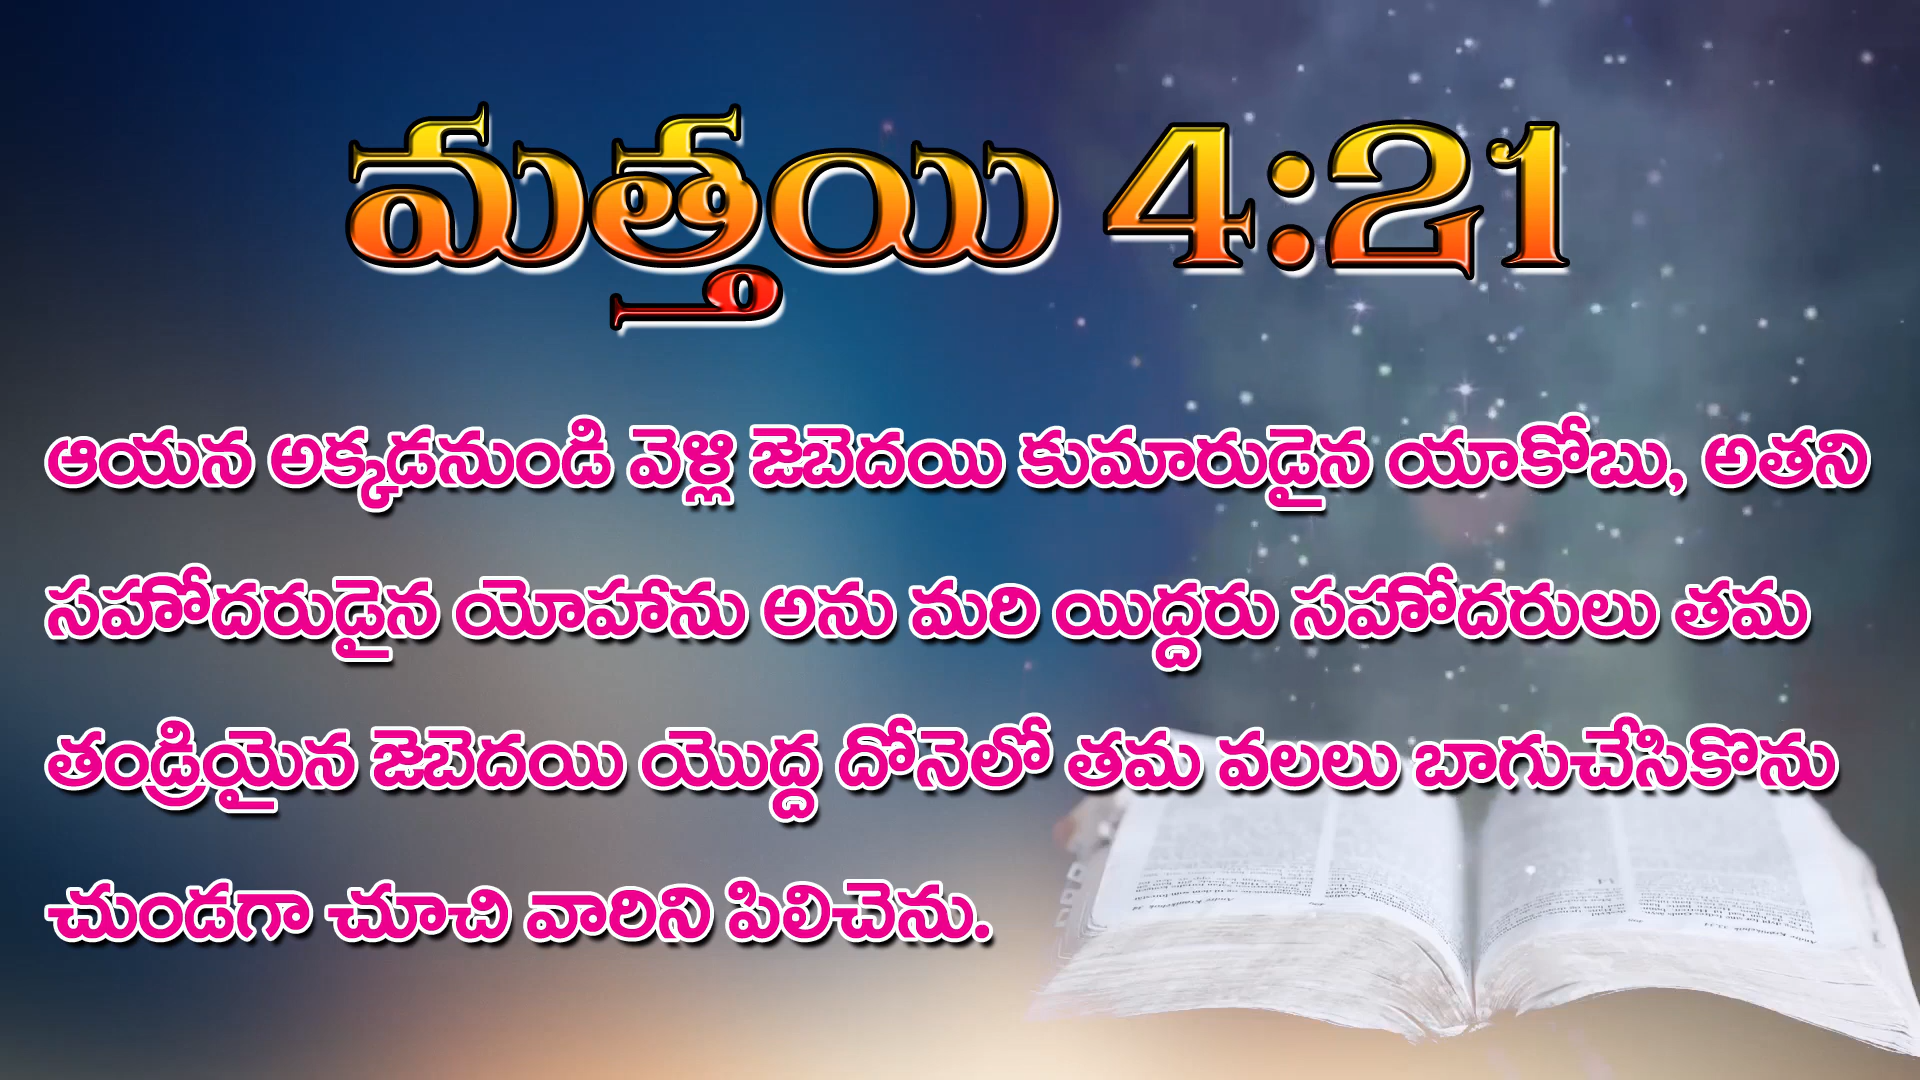 మత్తయి 4:21
ఆయన అక్కడనుండి వెళ్లి జెబెదయి కుమారుడైన యాకోబు, అతని
సహోదరుడైన యోహాను అను మరి యిద్దరు సహోదరులు తమ
తండ్రియైన జెబెదయి యొద్ద దోనెలో తమ వలలు బాగుచేసికొను
చుండగా చూచి వారిని పిలిచెను.